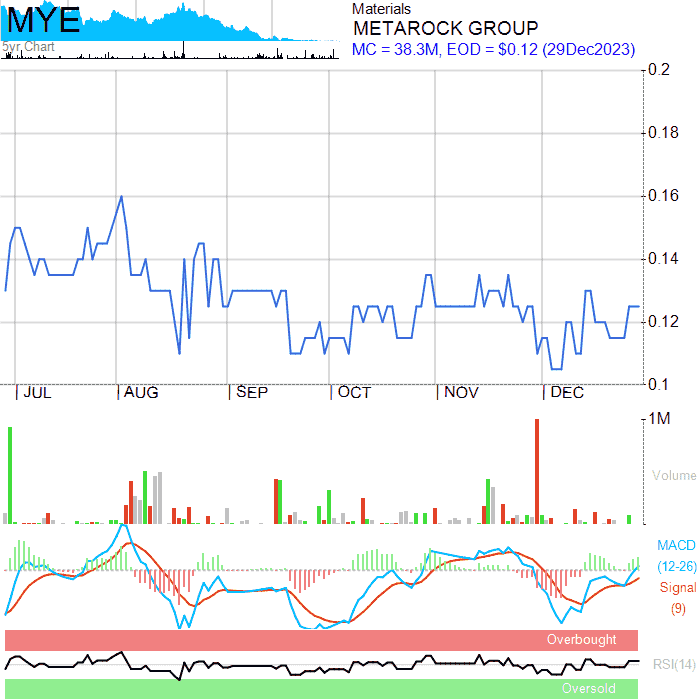 MYE
5yr Chart
Materials
METAROCK GROUP
MC = 38.3M, EOD = $0.12 (29Dec2023)
0.2
0.18
0.16
0.14
0.12
0.1
JUL AUG SEP OCT NOV DEC
1M
Volume
MACD
(12-26)
Signal
(9)
Overbought
RSI(14)
Oversold